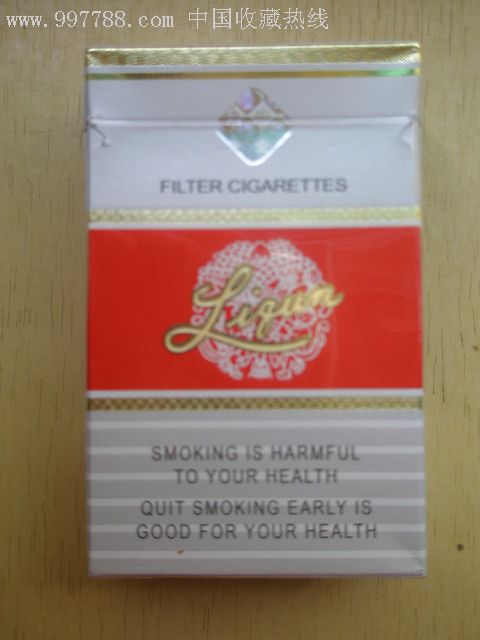 www.997788.com 中国收藏热线
FILTER CIGARETTES
Liqun
SMOKING IS HARMFUL
TO YOUR HEALTH
QUIT SMOKING EARLY IS
GOOD FOR YOUR HEALTH